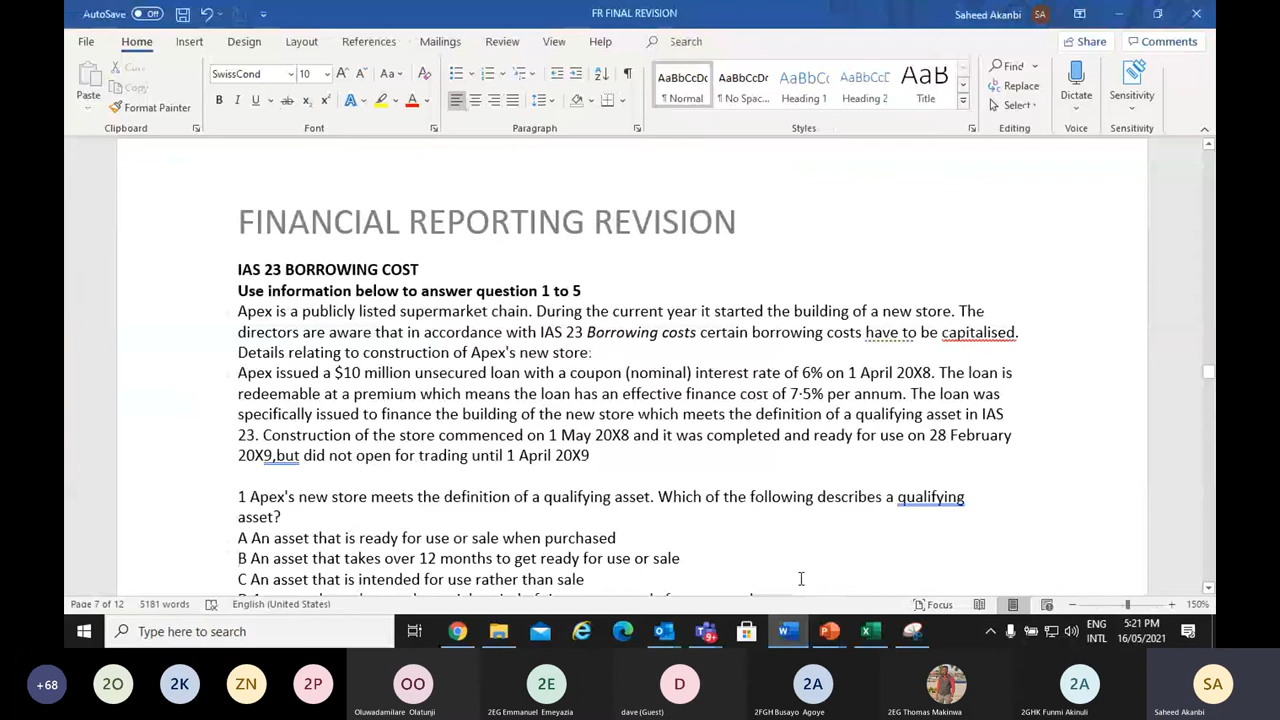 AutoSave Off
FR FINAL REVISION
Saheed Akanbi SA
File Home Insert Design Layout References Mailings Review View Help Search
Share Comments
Paste
Cut
Copy
Format Painter
SwissCond 10
AaBbCcDc AaBbCcDc AaBbCc AaBbCcE AaB
¶ Normal ¶ No Spac... Heading 1 Heading 2 Title
Find
Replace
Select
Dictate
Sensitivity
Clipboard Font Paragraph Styles Editing Voice Sensitivity
FINANCIAL REPORTING REVISION
IAS 23 BORROWING COST
Use information below to answer question 1 to 5
Apex is a publicly listed supermarket chain. During the current year it started the building of a new store. The
directors are aware that in accordance with IAS 23 Borrowing costs certain borrowing costs have to be capitalised.
Details relating to construction of Apex's new store:
Apex issued a $10 million unsecured loan with a coupon (nominal) interest rate of 6% on 1 April 20X8. The loan is
redeemable at a premium which means the loan has an effective finance cost of 7·5% per annum. The loan was
specifically issued to finance the building of the new store which meets the definition of a qualifying asset in IAS
23. Construction of the store commenced on 1 May 20X8 and it was completed and ready for use on 28 February
20X9,but did not open for trading until 1 April 20X9
1 Apex's new store meets the definition of a qualifying asset. Which of the following describes a qualifying
asset?
A An asset that is ready for use or sale when purchased
B An asset that takes over 12 months to get ready for use or sale
C An asset that is intended for use rather than sale
Page 7 of 12 5181 words English (United States) Focus 150%
Type here to search
ENG
INTL
5:21 PM
16/05/2021
+68 2O 2K ZN 2P OO 2E D 2A 2A SA
Oluwadamilare Olatunji 2EG Emmanuel Emeyazia dave (Guest) 2FGH Busayo Agoye 2EG Thomas Makinwa 2GHK Funmi Akinuli Saheed Akanbi